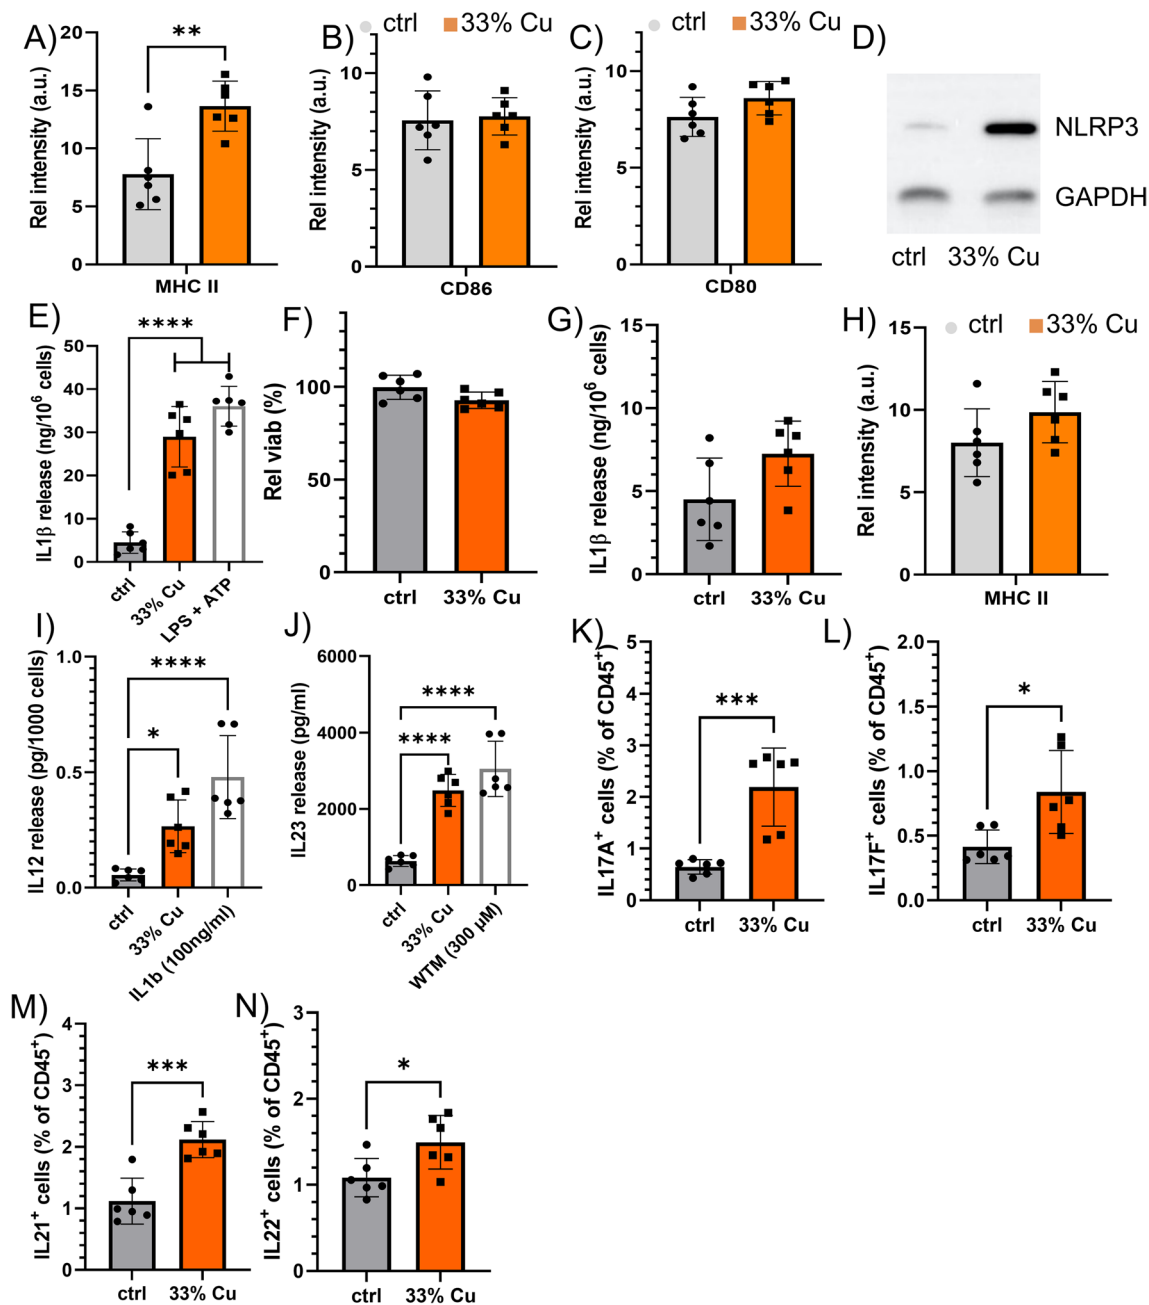 A)
Rel intensity (a.u.)
20
15
10
5
0
**
MHC II
B)
ctrl
33% Cu
Rel intensity (a.u.)
10
5
0
CD86
C)
ctrl
33% Cu
Rel intensity (a.u.)
10
5
0
CD80
D)
NLRP3
GAPDH
ctrl
33% Cu
E)
IL1β release (ng/10⁶ cells)
50
40
30
20
10
0
****
ctrl
33% Cu
LPS + ATP
F)
Rel viab (%)
100
50
0
ctrl
33% Cu
G)
IL1β release (ng/10⁶ cells)
15
10
5
0
ctrl
33% Cu
H)
ctrl
33% Cu
Rel intensity (a.u.)
15
10
5
0
MHC II
I)
IL12 release (pg/1000 cells)
1.0
0.5
0.0
****
*
ctrl
33% Cu
IL1b (100ng/ml)
J)
IL23 release (pg/ml)
6000
4000
2000
0
****
****
ctrl
33% Cu
WTM (300 µM)
K)
IL17A⁺ cells (% of CD45⁺)
5
4
3
2
1
0
***
ctrl
33% Cu
L)
IL17F⁺ cells (% of CD45⁺)
2.0
1.5
1.0
0.5
0.0
*
ctrl
33% Cu
M)
IL21⁺ cells (% of CD45⁺)
4
3
2
1
0
***
ctrl
33% Cu
N)
IL22⁺ cells (% of CD45⁺)
3
2
1
0
*
ctrl
33% Cu